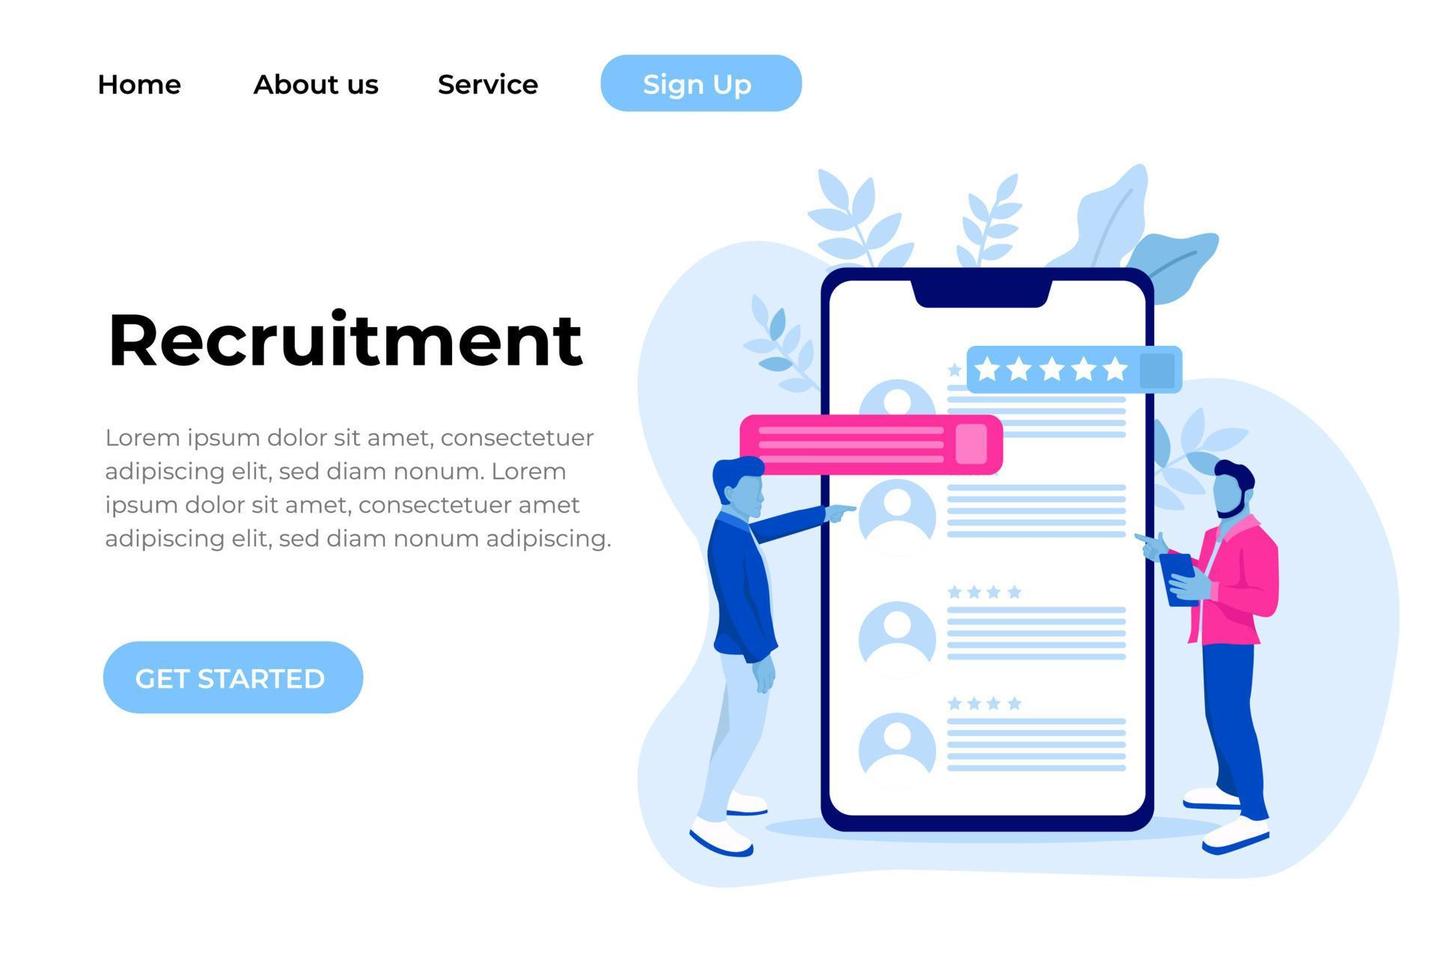 Home About us Service Sign Up
Recruitment
Lorem ipsum dolor sit amet, consectetuer
adipiscing elit, sed diam nonum. Lorem
ipsum dolor sit amet, consectetuer amet
adipiscing elit, sed diam nonum adipiscing.
GET STARTED